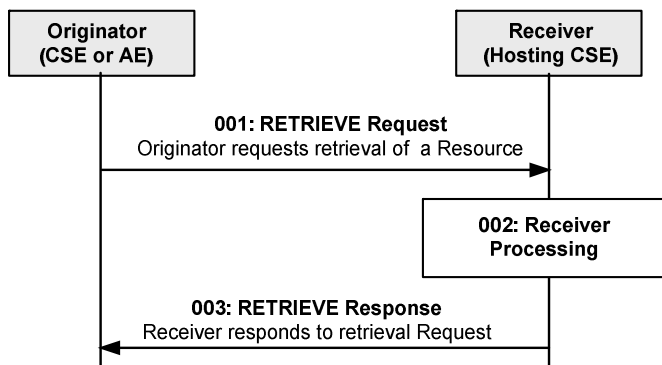 Originator
(CSE or AE)
Receiver
(Hosting CSE)
001: RETRIEVE Request
Originator requests retrieval of a Resource
002: Receiver
Processing
003: RETRIEVE Response
Receiver responds to retrieval Request